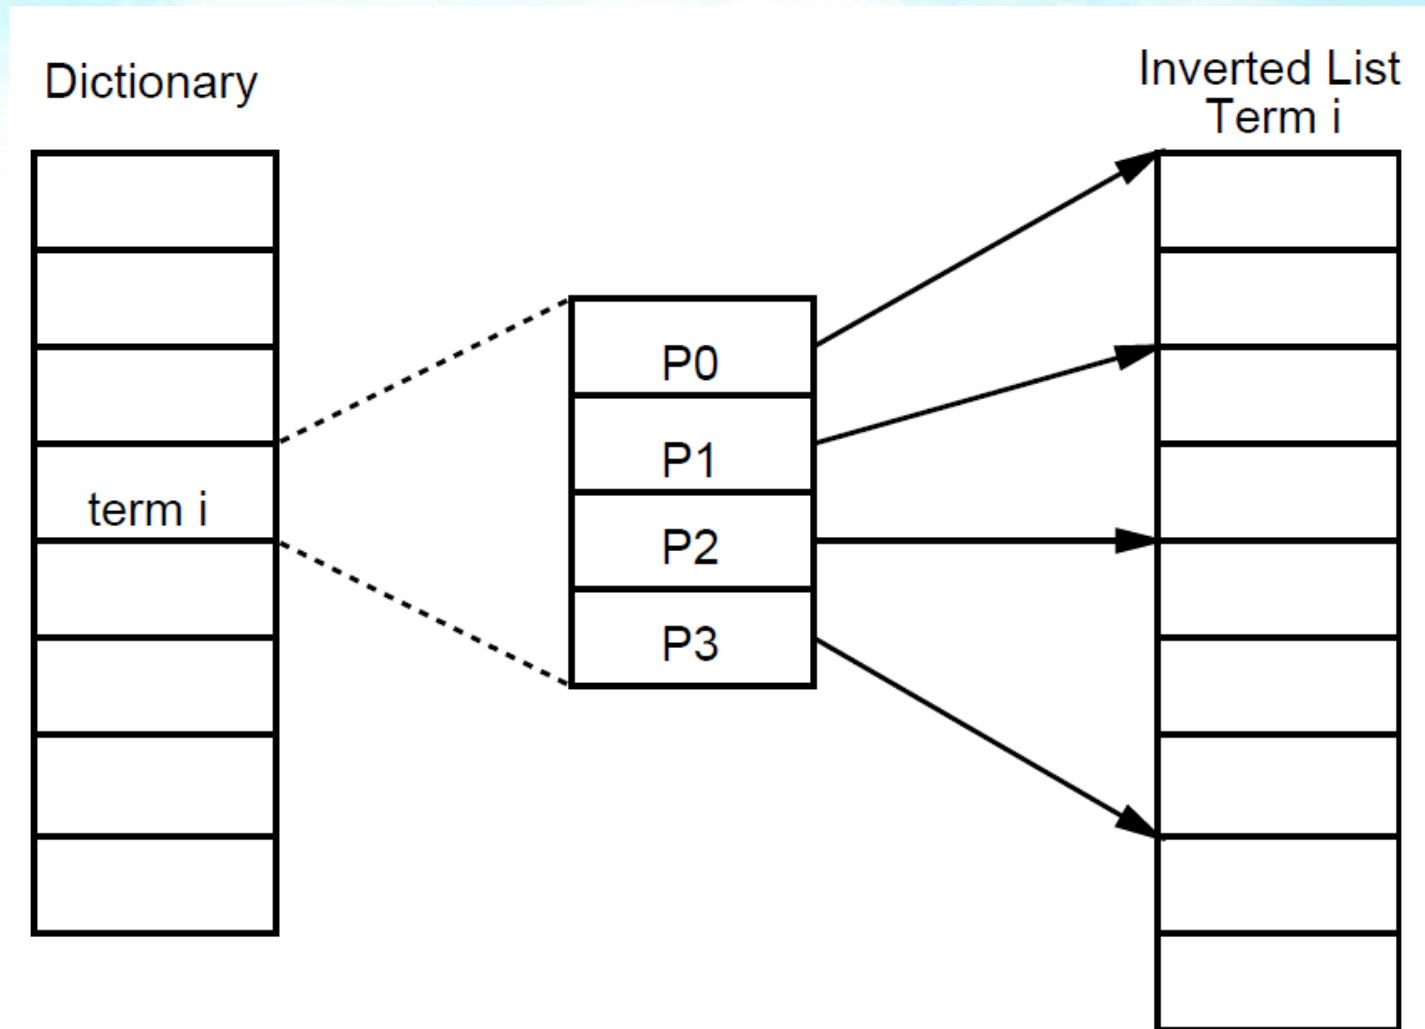 Dictionary
Inverted List
Term i
term i
P0
P1
P2
P3